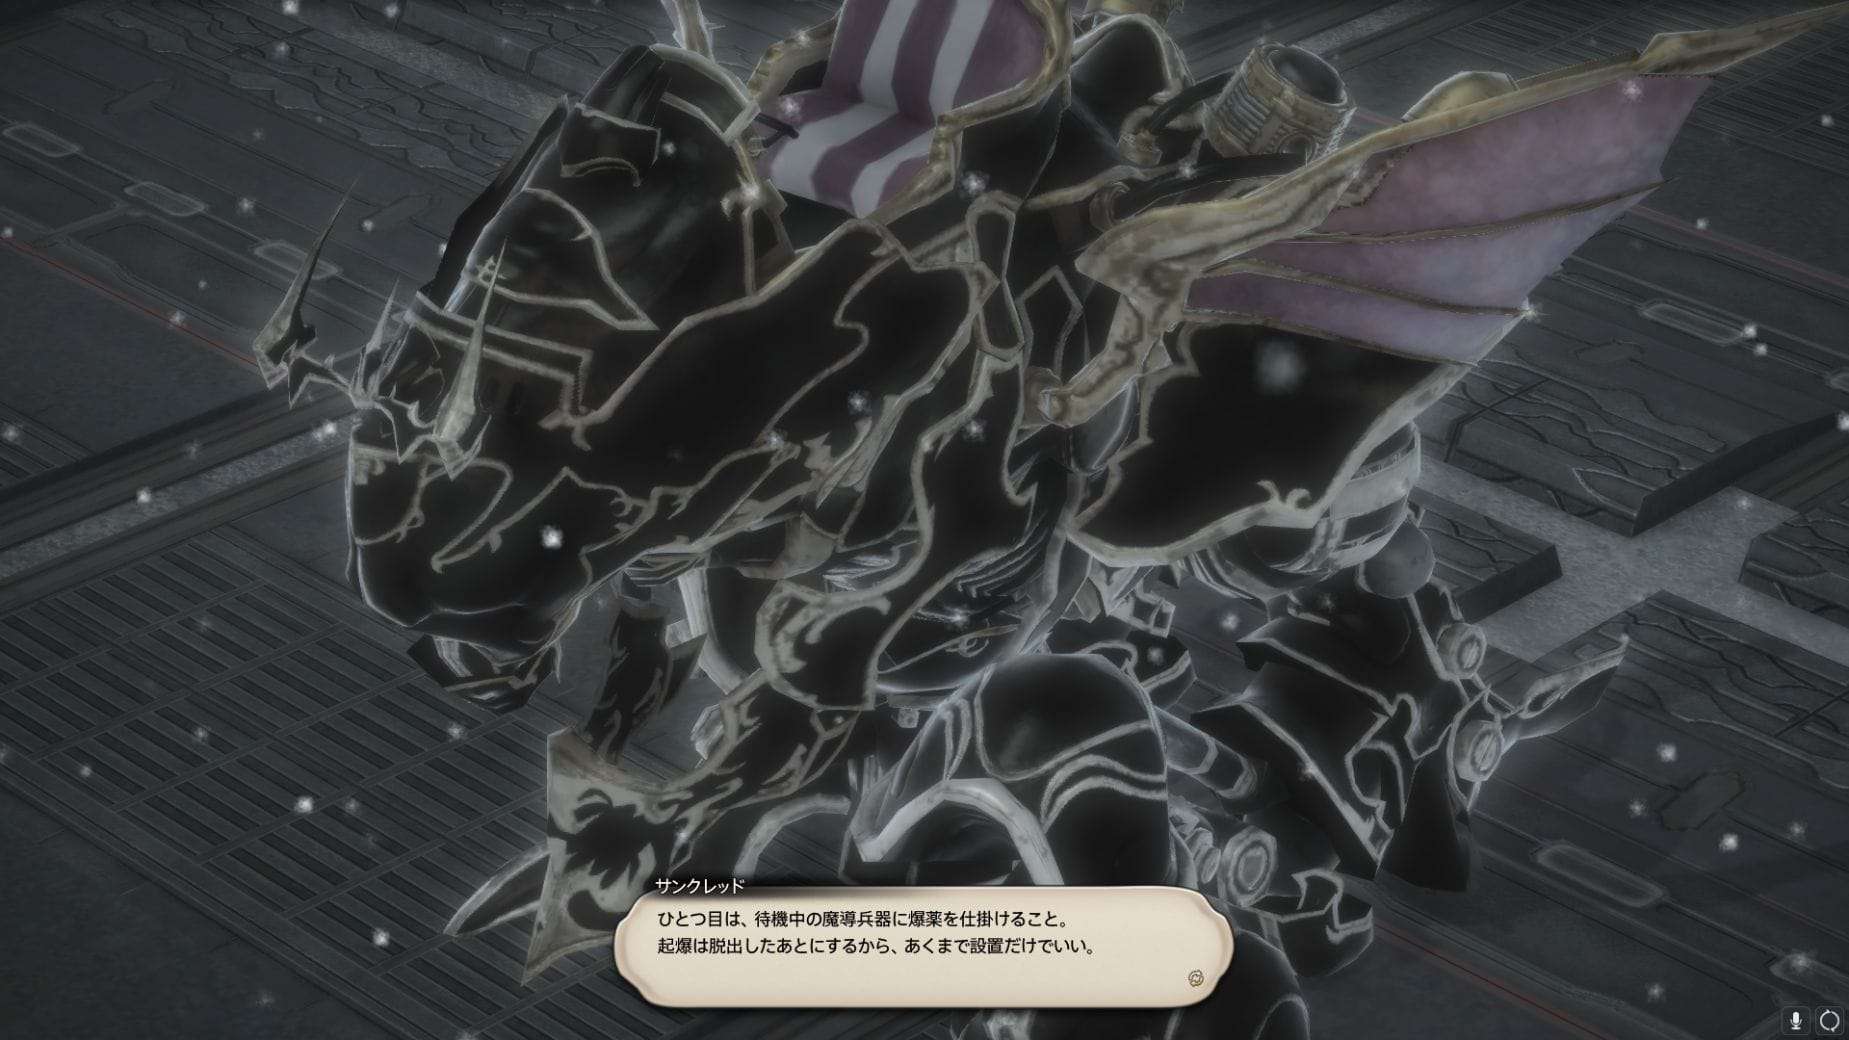 サンクレッド
ひとつ目は、待機中の魔導兵器に爆薬を仕掛けること。
起爆は脱出したあとにするから、あくまで設置だけでいい。